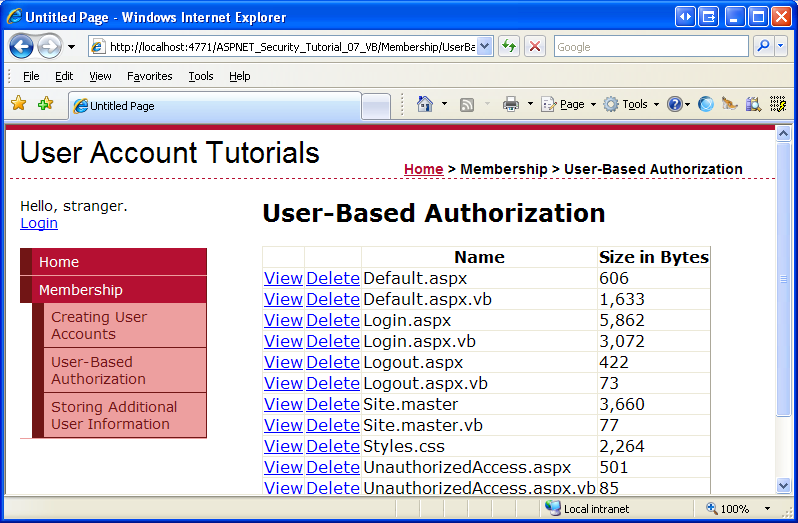 Untitled Page - Windows Internet Explorer
http://localhost:4771/ASPNET_Security_Tutorial_07_VB/Membership/UserBa
Google
File Edit View Favorites Tools Help
Untitled Page
Page Tools
User Account Tutorials
Home > Membership > User-Based Authorization
Hello, stranger.
Login
Home
Membership
Creating User
Accounts
User-Based
Authorization
Storing Additional
User Information
User-Based Authorization
Name Size in Bytes
View Delete Default.aspx 606
View Delete Default.aspx.vb 1,633
View Delete Login.aspx 5,862
View Delete Login.aspx.vb 3,072
View Delete Logout.aspx 422
View Delete Logout.aspx.vb 73
View Delete Site.master 3,660
View Delete Site.master.vb 77
View Delete Styles.css 2,264
View Delete UnauthorizedAccess.aspx 501
View Delete UnauthorizedAccess.aspx.vb 85
Local intranet 100%